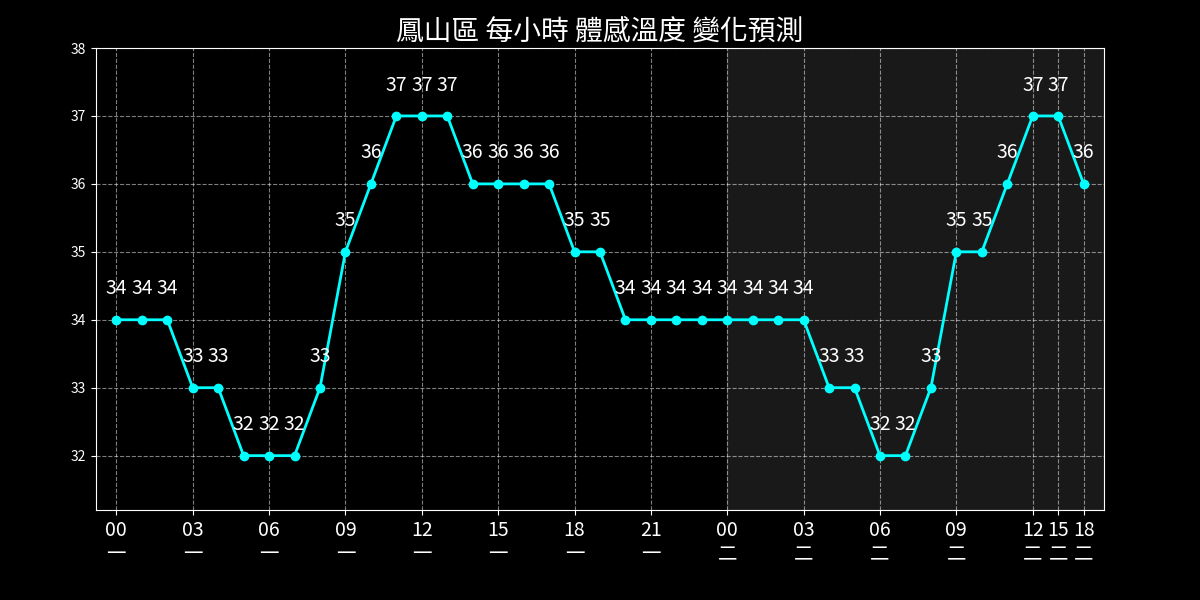 鳳山區 每小時 體感溫度 變化預測
38
37 37 37 37 37
37
36 36 36 36 36 36 36
36
35 35 35 35 35
35
34 34 34 34 34 34 34 34 34 34 34
34
33 33 33 33 33 33
33
32 32 32 32 32
32
00 03 06 09 12 15 18 21 00 03 06 09 12 15 18
一 一 一 一 一 一 一 一 二 二 二 二 二 二 二